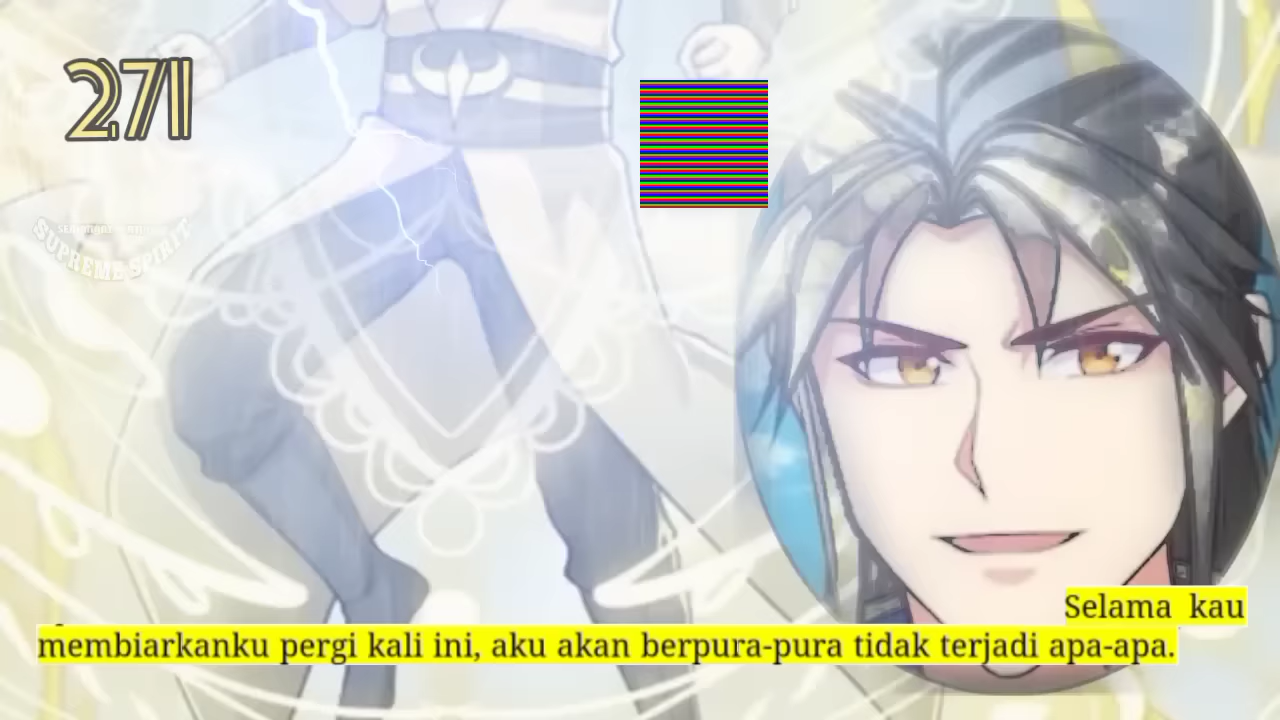 271
SUPREME SPIRIT
Selama kau
membiarkanku pergi kali ini, aku akan berpura-pura tidak terjadi apa-apa.